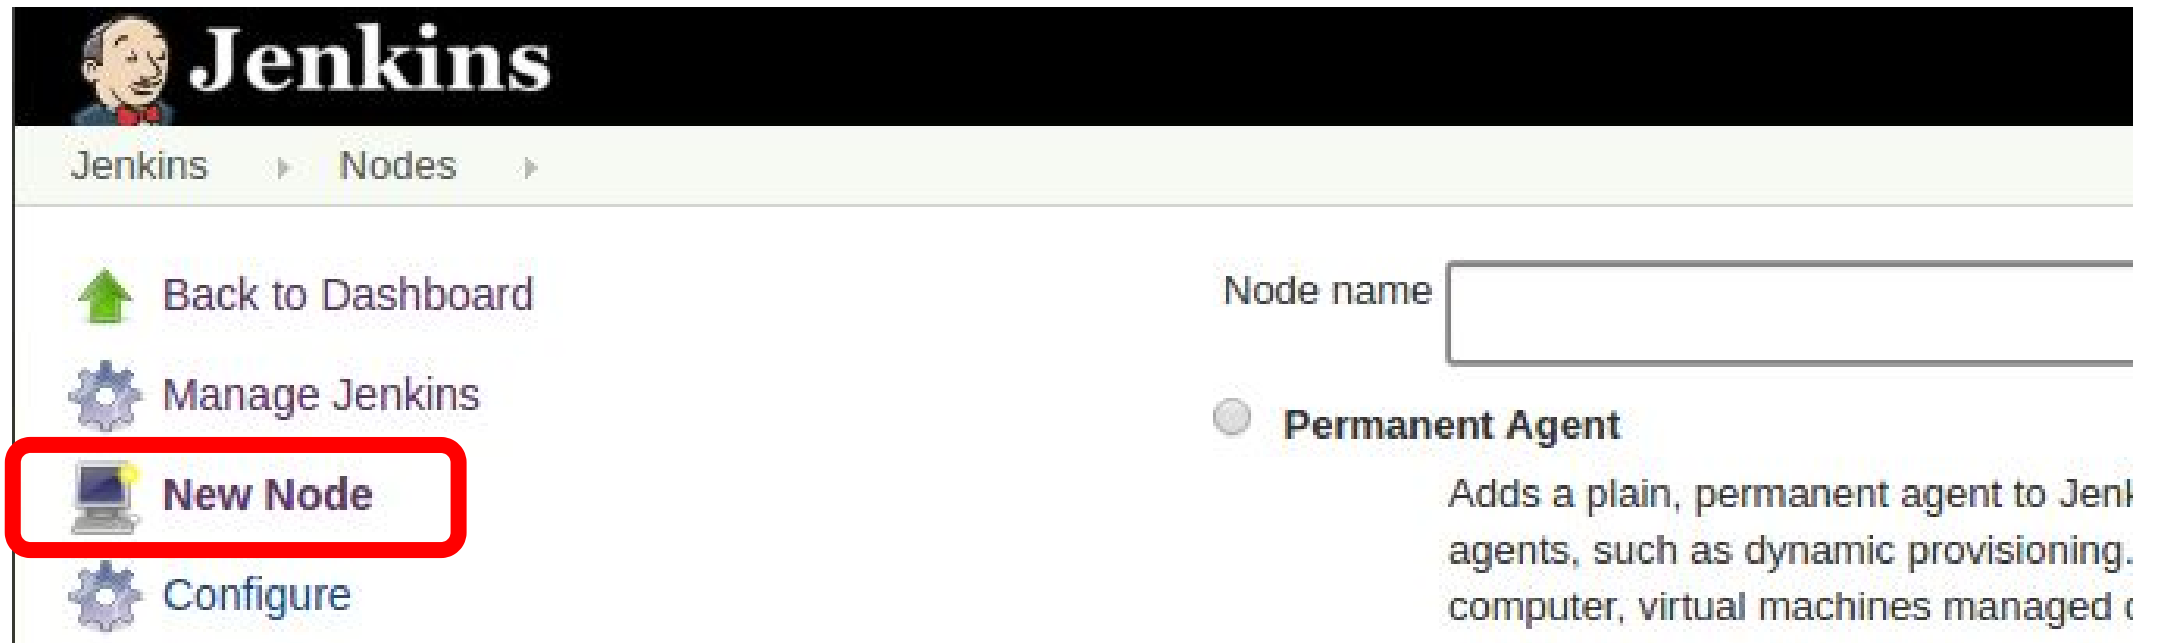 Jenkins
Jenkins Nodes
Back to Dashboard
Manage Jenkins
New Node
Configure
Node name
Permanent Agent
Adds a plain, permanent agent to
agents, such as dynamic provisioning.
computer, virtual machines managed